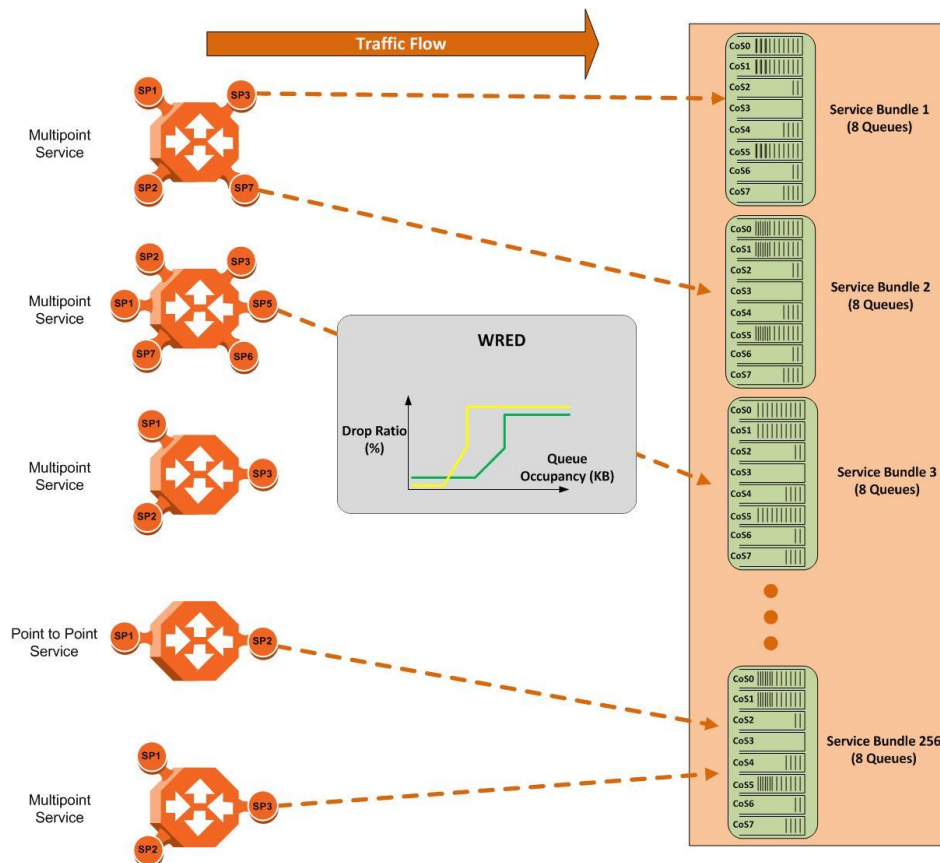 Traffic Flow
SP1
SP3
Multipoint
Service
SP2
SP7
SP2
SP3
Multipoint
Service
SP1
SP5
SP7
SP6
SP1
Multipoint
Service
SP3
SP2
Point to Point
Service
SP1
SP2
SP1
Multipoint
Service
SP3
SP2
WRED
Drop Ratio
(%)
Queue
Occupancy (KB)
CoS0
CoS1
CoS2
CoS3
CoS4
CoS5
CoS6
CoS7
Service Bundle 1
(8 Queues)
CoS0
CoS1
CoS2
CoS3
CoS4
CoS5
CoS6
CoS7
Service Bundle 2
(8 Queues)
CoS0
CoS1
CoS2
CoS3
CoS4
CoS5
CoS6
CoS7
Service Bundle 3
(8 Queues)
CoS0
CoS1
CoS2
CoS3
CoS4
CoS5
CoS6
CoS7
Service Bundle 256
(8 Queues)